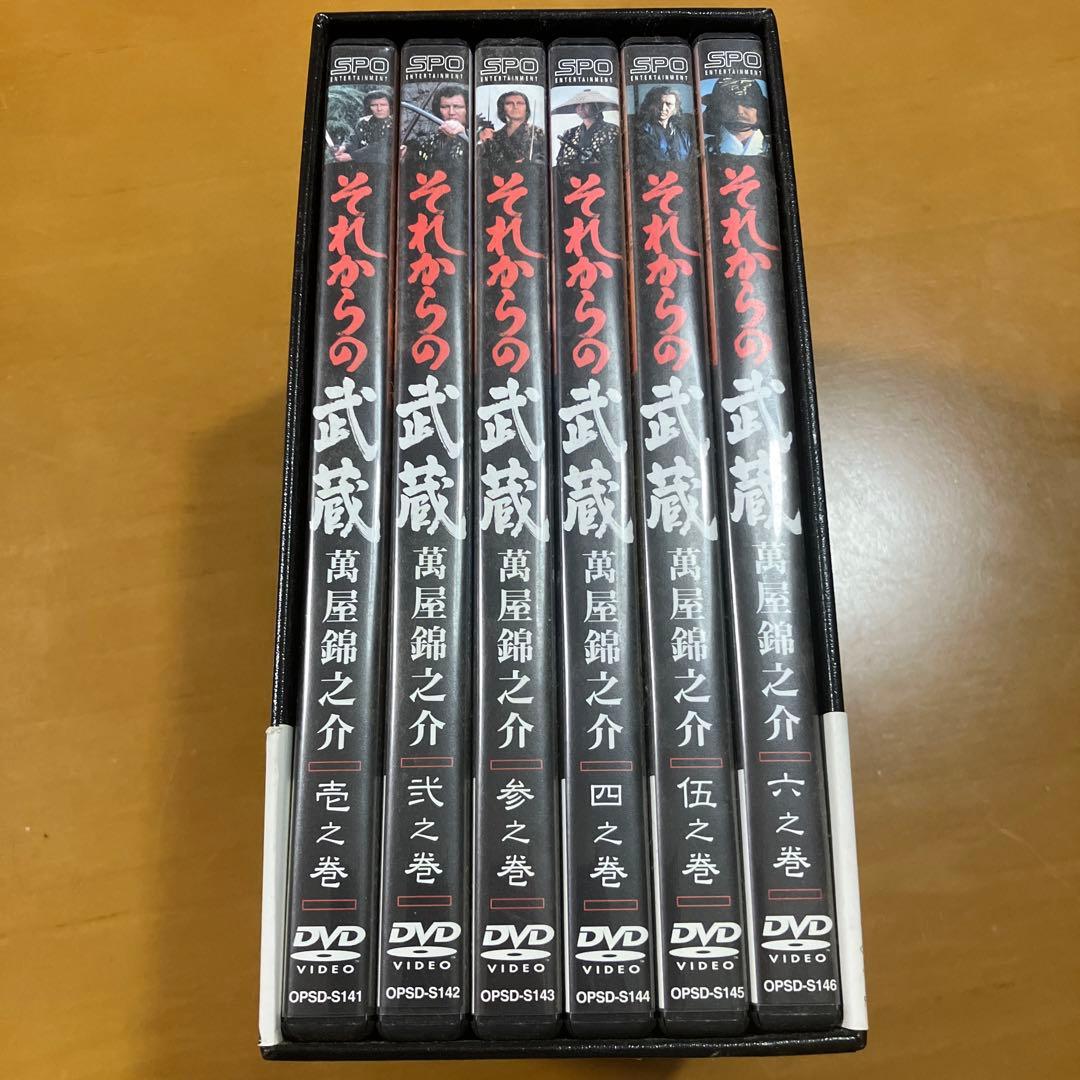 SPO
ENTERTAINMENT
それからの
武蔵
萬屋錦之介
壱之巻
DVD
VIDEO
OPSD-S141
SPO
ENTERTAINMENT
それからの
武蔵
萬屋錦之介
弐之巻
DVD
VIDEO
OPSD-S142
SPO
ENTERTAINMENT
それからの
武蔵
萬屋錦之介
参之巻
DVD
VIDEO
OPSD-S143
SPO
ENTERTAINMENT
それからの
武蔵
萬屋錦之介
四之巻
DVD
VIDEO
OPSD-S144
SPO
ENTERTAINMENT
それからの
武蔵
萬屋錦之介
伍之巻
DVD
VIDEO
OPSD-S145
SPO
ENTERTAINMENT
それからの
武蔵
萬屋錦之介
六之巻
DVD
VIDEO
OPSD-S146